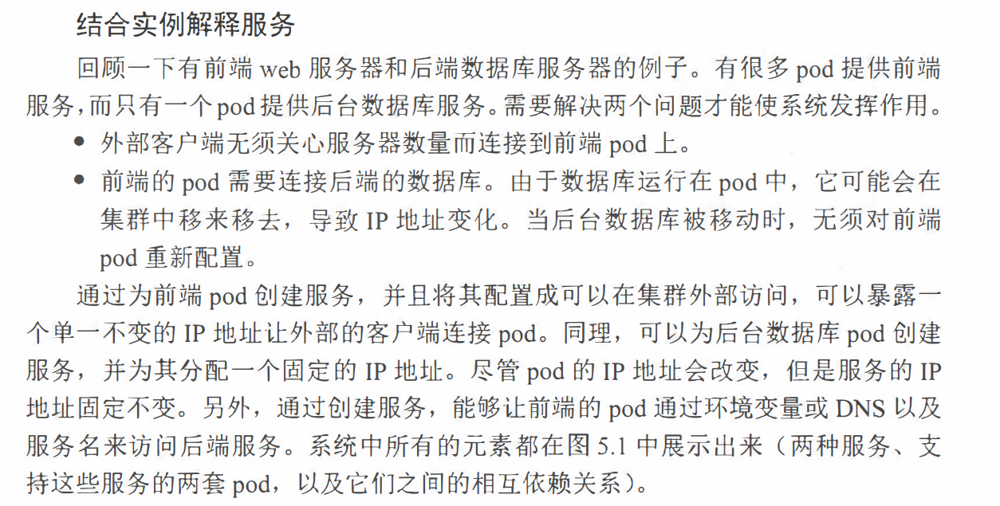 结合实例解释服务
回顾一下有前端 web 服务器和后端数据库服务器的例子。有很多 pod 提供前端
服务，而只有一个 pod 提供后台数据库服务。需要解决两个问题才能使系统发挥作用。
• 外部客户端无须关心服务器数量而连接到前端 pod 上。
• 前端的 pod 需要连接后端的数据库。由于数据库运行在 pod 中，它可能会在
集群中移来移去，导致 IP 地址变化。当后台数据库被移动时，无须对前端
pod 重新配置。
通过为前端 pod 创建服务，并且将其配置成可以在集群外部访问，可以暴露一
个单一不变的 IP 地址让外部的客户端连接 pod。同理，可以为后台数据库 pod 创建
服务，并为其分配一个固定的 IP 地址。尽管 pod 的 IP 地址会改变，但是服务的 IP
地址固定不变。另外，通过创建服务，能够让前端的 pod 通过环境变量或 DNS 以及
服务名来访问后端服务。系统中所有的元素都在图 5.1 中展示出来（两种服务、支
持这些服务的两套 pod，以及它们之间的相互依赖关系）。